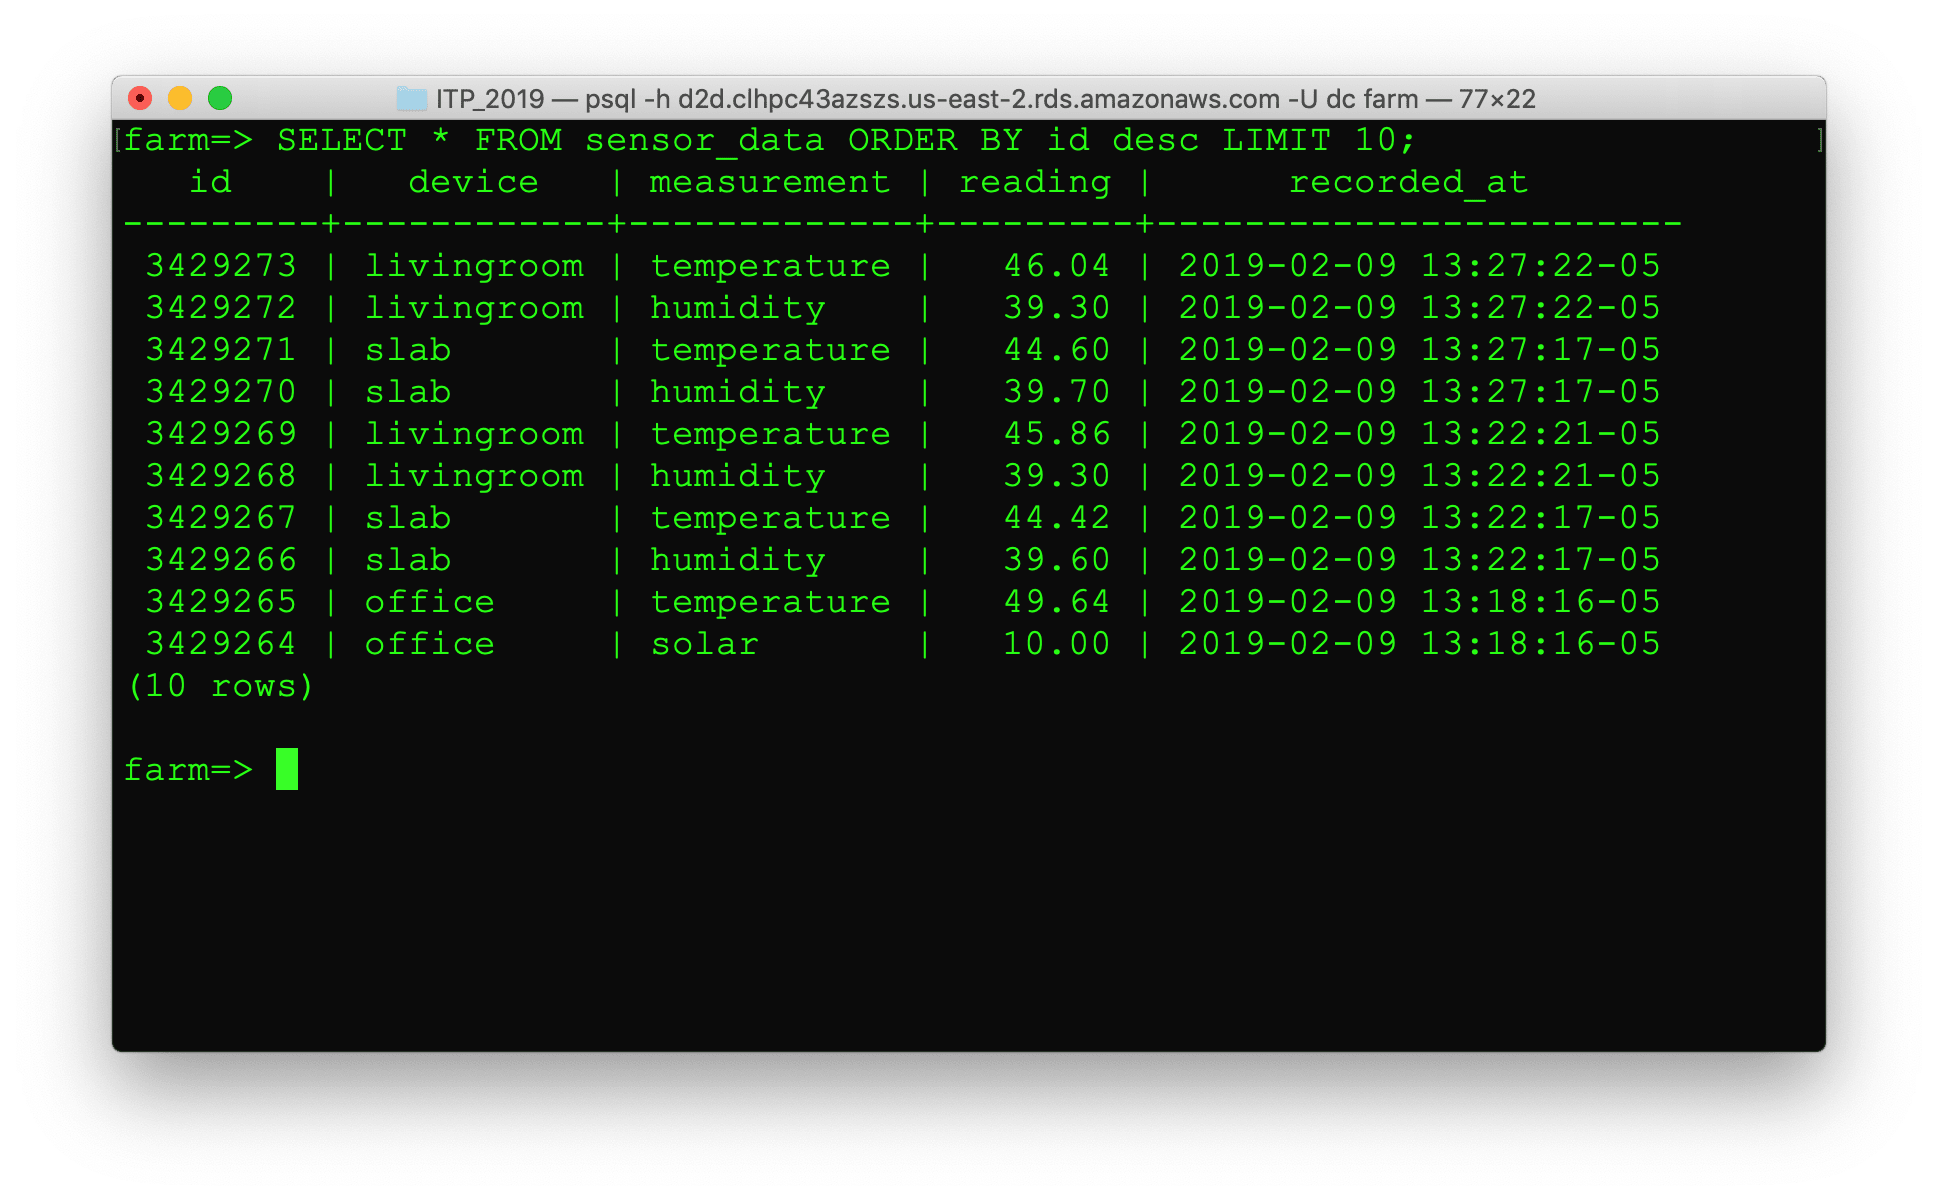 ITP_2019 — psql -h d2d.clhpc43azszs.us-east-2.rds.amazonaws.com -U dc farm — 77×22
[farm=> SELECT * FROM sensor_data ORDER BY id desc LIMIT 10; ]
   id    |   device   | measurement | reading |      recorded_at
---------+------------+-------------+---------+------------------------
 3429273 | livingroom | temperature |   46.04 | 2019-02-09 13:27:22-05
 3429272 | livingroom | humidity    |   39.30 | 2019-02-09 13:27:22-05
 3429271 | slab       | temperature |   44.60 | 2019-02-09 13:27:17-05
 3429270 | slab       | humidity    |   39.70 | 2019-02-09 13:27:17-05
 3429269 | livingroom | temperature |   45.86 | 2019-02-09 13:22:21-05
 3429268 | livingroom | humidity    |   39.30 | 2019-02-09 13:22:21-05
 3429267 | slab       | temperature |   44.42 | 2019-02-09 13:22:17-05
 3429266 | slab       | humidity    |   39.60 | 2019-02-09 13:22:17-05
 3429265 | office     | temperature |   49.64 | 2019-02-09 13:18:16-05
 3429264 | office     | solar       |   10.00 | 2019-02-09 13:18:16-05
(10 rows)
farm=>